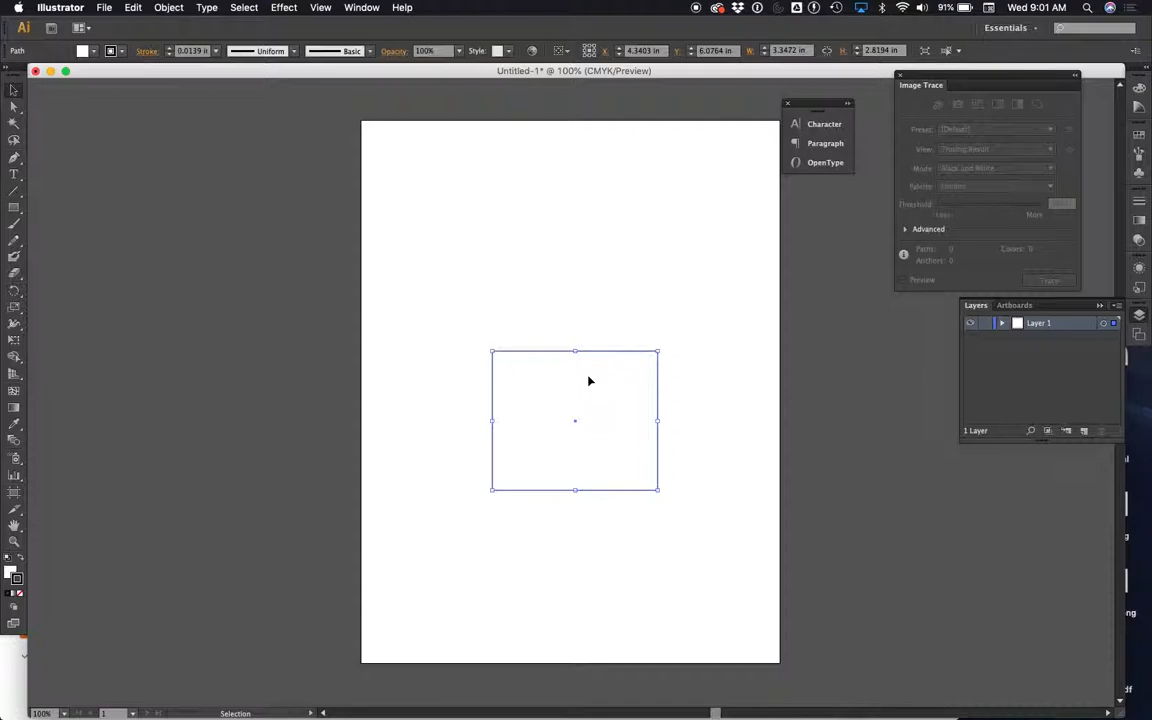 Illustrator File Edit Object Type Select Effect View Window Help 91% Wed 9:01 AM
Ai Essentials
Path Stroke: 0.0139 in Uniform Basic Opacity: 100% Style: X: 4.3403 in Y: 6.0764 in W: 3.3472 in H: 2.8194 in
Untitled-1* @ 100% (CMYK/Preview)
Image Trace
Character
Paragraph
OpenType
Preset: [Default]
View: Tracing Result
Mode: Black and White
Palette: Limited
Threshold:
Less More
Advanced
Paths: 0 Colors: 0
Anchors: 0
Preview Trace
Layers Artboards
Layer 1
1 Layer
100% 1 Selection